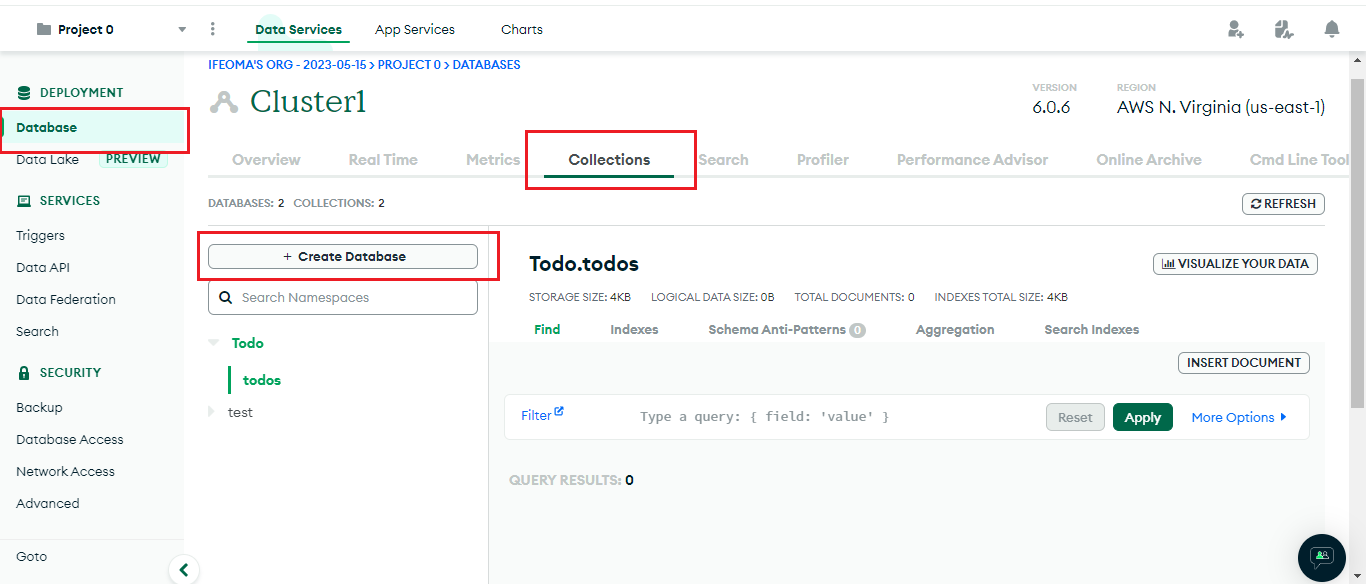 Project 0
Data Services
App Services
Charts
DEPLOYMENT
Database
Data Lake
PREVIEW
SERVICES
Triggers
Data API
Data Federation
Search
SECURITY
Backup
Database Access
Network Access
Advanced
Goto
IFEOMA'S ORG - 2023-05-15 > PROJECT 0 > DATABASES
Cluster1
VERSION
6.0.6
REGION
AWS N. Virginia (us-east-1)
Overview
Real Time
Metrics
Collections
Search
Profiler
Performance Advisor
Online Archive
Cmd Line Tool
DATABASES: 2 COLLECTIONS: 2
REFRESH
+ Create Database
Search Namespaces
Todo
todos
test
Todo.todos
VISUALIZE YOUR DATA
STORAGE SIZE: 4KB LOGICAL DATA SIZE: 0B TOTAL DOCUMENTS: 0 INDEXES TOTAL SIZE: 4KB
Find
Indexes
Schema Anti-Patterns 0
Aggregation
Search Indexes
INSERT DOCUMENT
Filter
Type a query: { field: 'value' }
Reset
Apply
More Options
QUERY RESULTS: 0